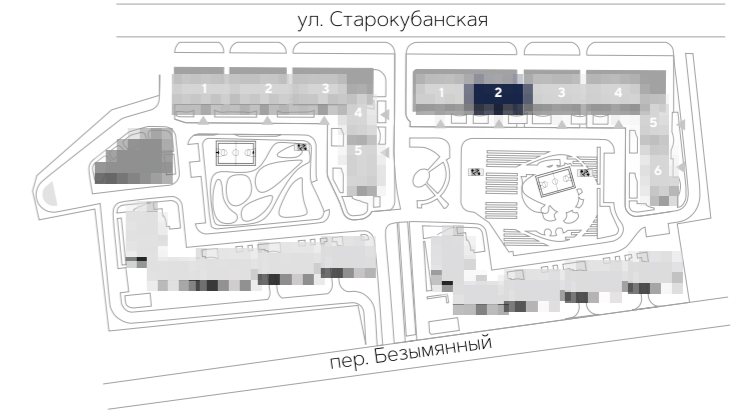 ул. Старокубанская
1 2 3 1 2 3 4
4 5
5 6
пер. Безымянный